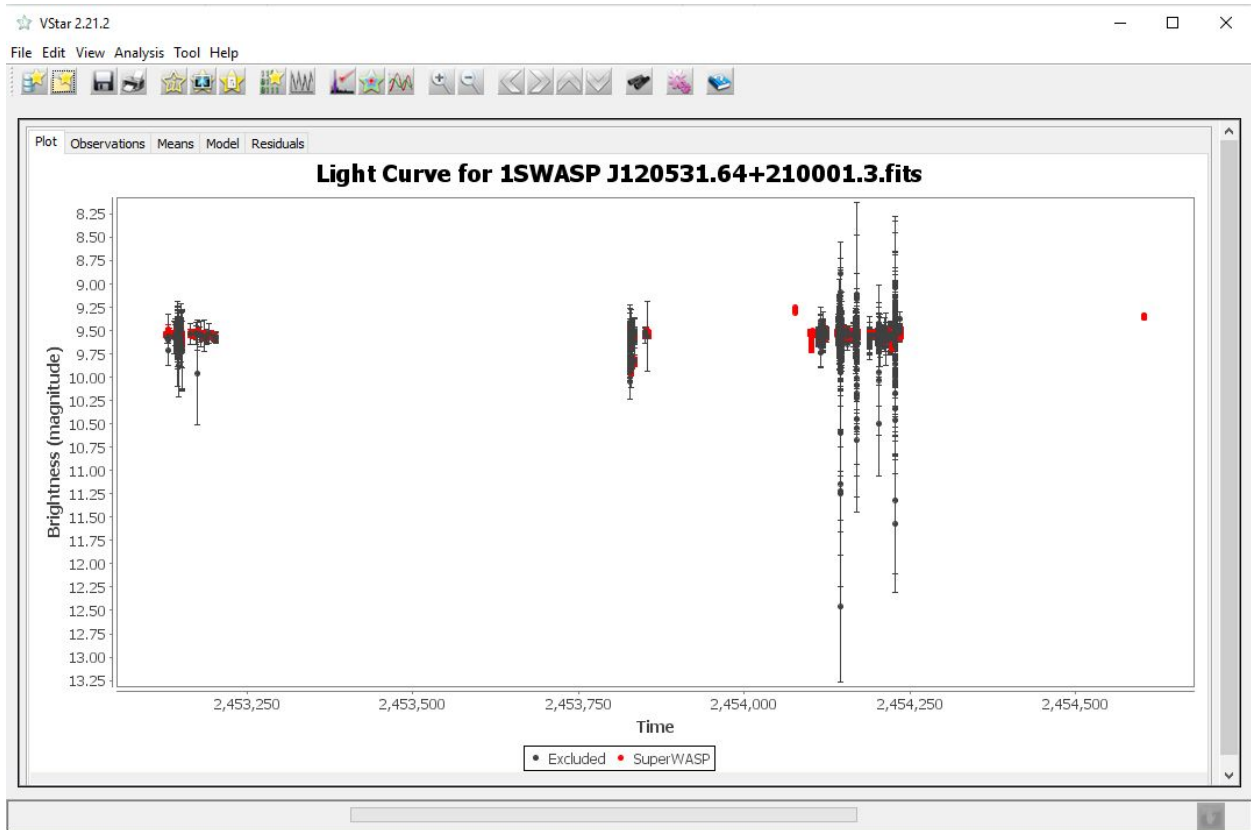 VStar 2.21.2
File Edit View Analysis Tool Help
Plot Observations Means Model Residuals
Light Curve for 1SWASP J120531.64+210001.3.fits
Brightness (magnitude)
8.25
8.50
8.75
9.00
9.25
9.50
9.75
10.00
10.25
10.50
10.75
11.00
11.25
11.50
11.75
12.00
12.25
12.50
12.75
13.00
13.25
2,453,250 2,453,500 2,453,750 2,454,000 2,454,250 2,454,500
Time
Excluded SuperWASP